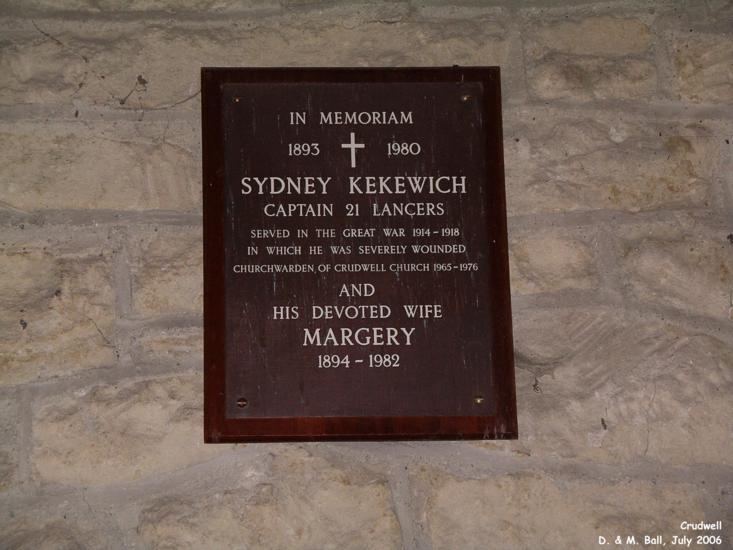 IN MEMORIAM
1893 1980
SYDNEY KEKEWICH
CAPTAIN 21 LANCERS
SERVED IN THE GREAT WAR 1914-1918
IN WHICH HE WAS SEVERELY WOUNDED
CHURCHWARDEN OF CRUDWELL CHURCH 1965-1976
AND
HIS DEVOTED WIFE
MARGERY
1894-1982
Crudwell
D. & M. Ball, July 2006